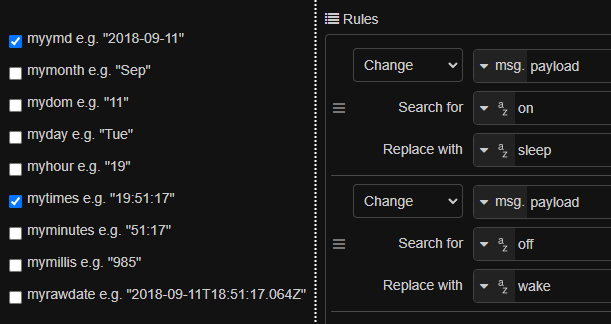 myymd e.g. "2018-09-11"
mymonth e.g. "Sep"
mydom e.g. "11"
myday e.g. "Tue"
myhour e.g. "19"
mytimes e.g. "19:51:17"
myminutes e.g. "51:17"
mymillis e.g. "985"
myrawdate e.g. "2018-09-11T18:51:17.064Z"
Rules
Change msg. payload
Search for az on
Replace with az sleep
Change msg. payload
Search for az off
Replace with az wake